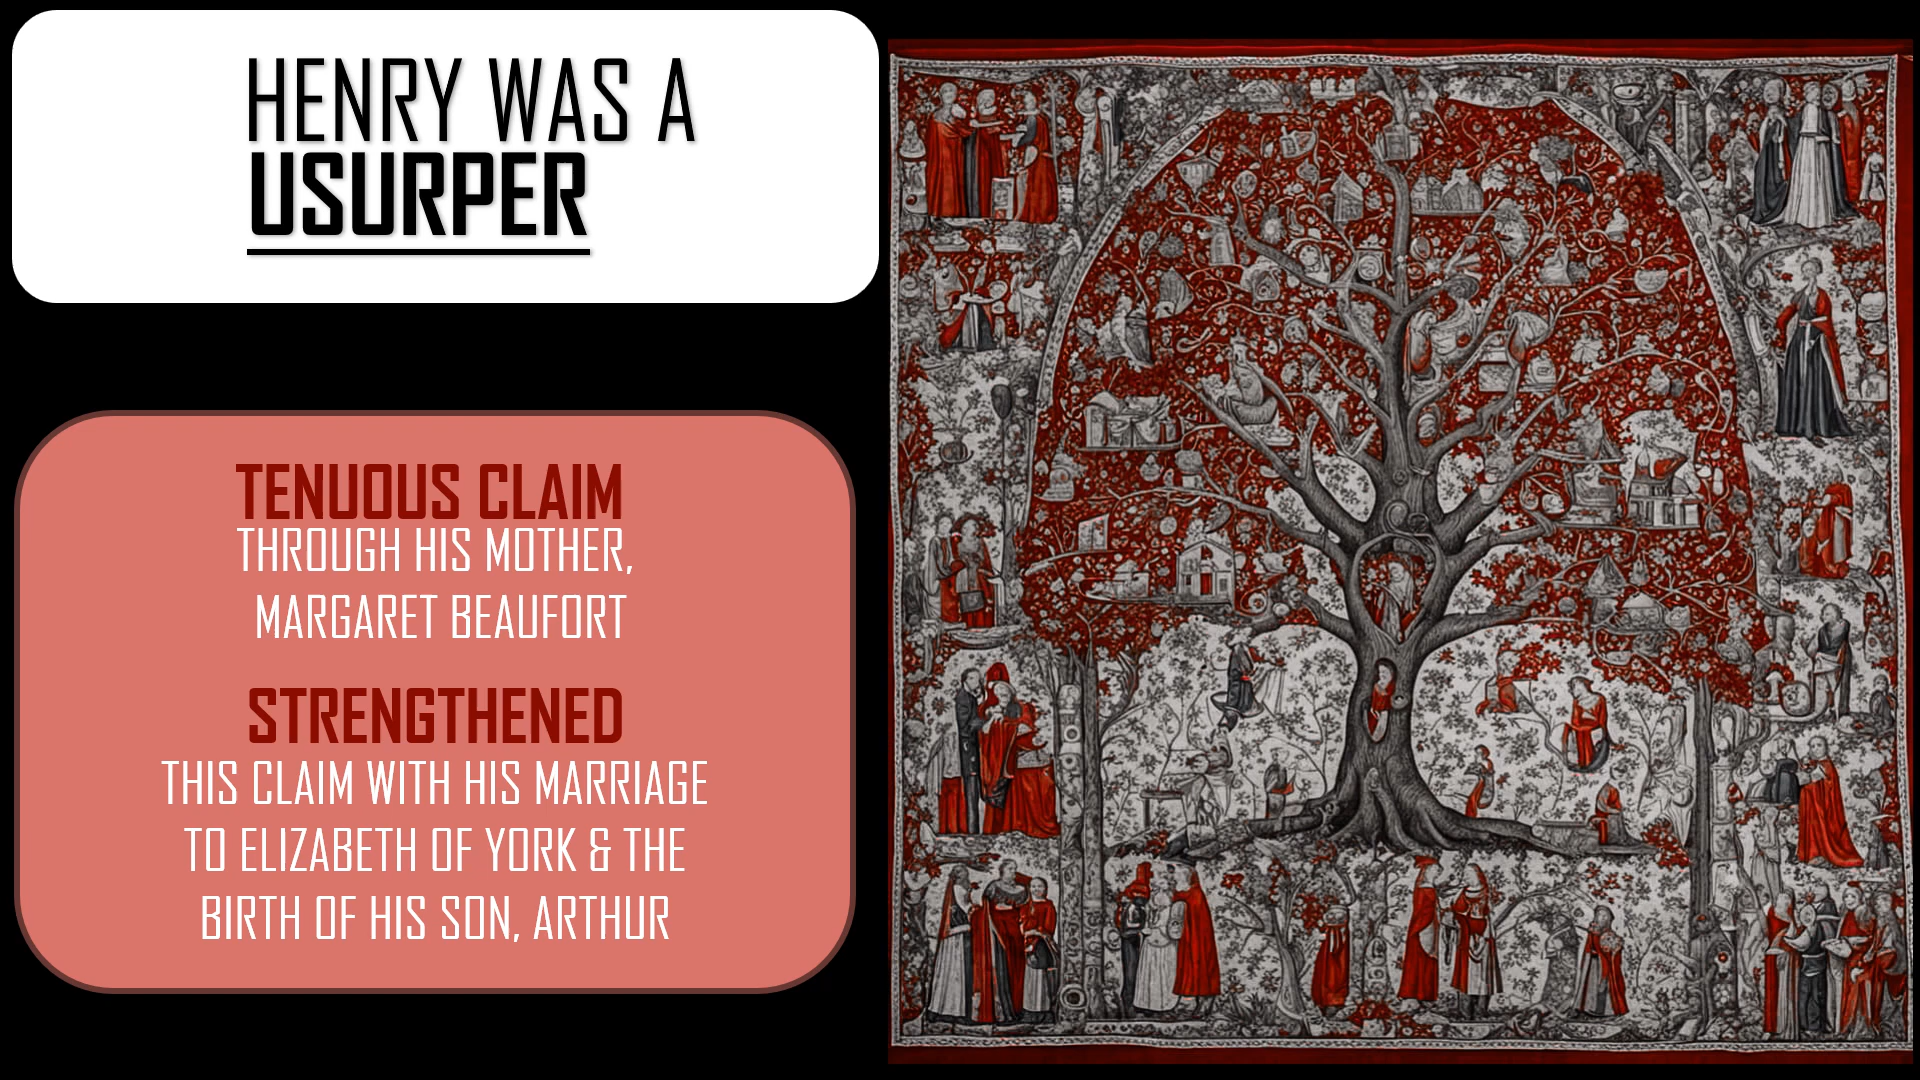 HENRY WAS A
USURPER
TENUOUS CLAIM
THROUGH HIS MOTHER,
MARGARET BEAUFORT
STRENGTHENED
THIS CLAIM WITH HIS MARRIAGE
TO ELIZABETH OF YORK & THE
BIRTH OF HIS SON, ARTHUR